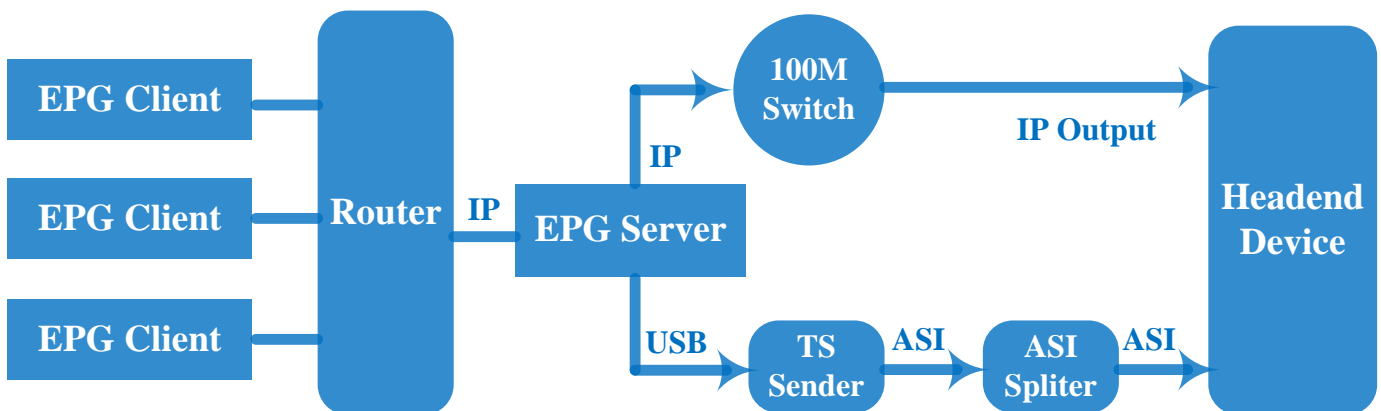 EPG Client
EPG Client
EPG Client
Router
IP
EPG Server
IP
100M
Switch
IP Output
USB
TS
Sender
ASI
ASI
Spliter
ASI
Headend
Device